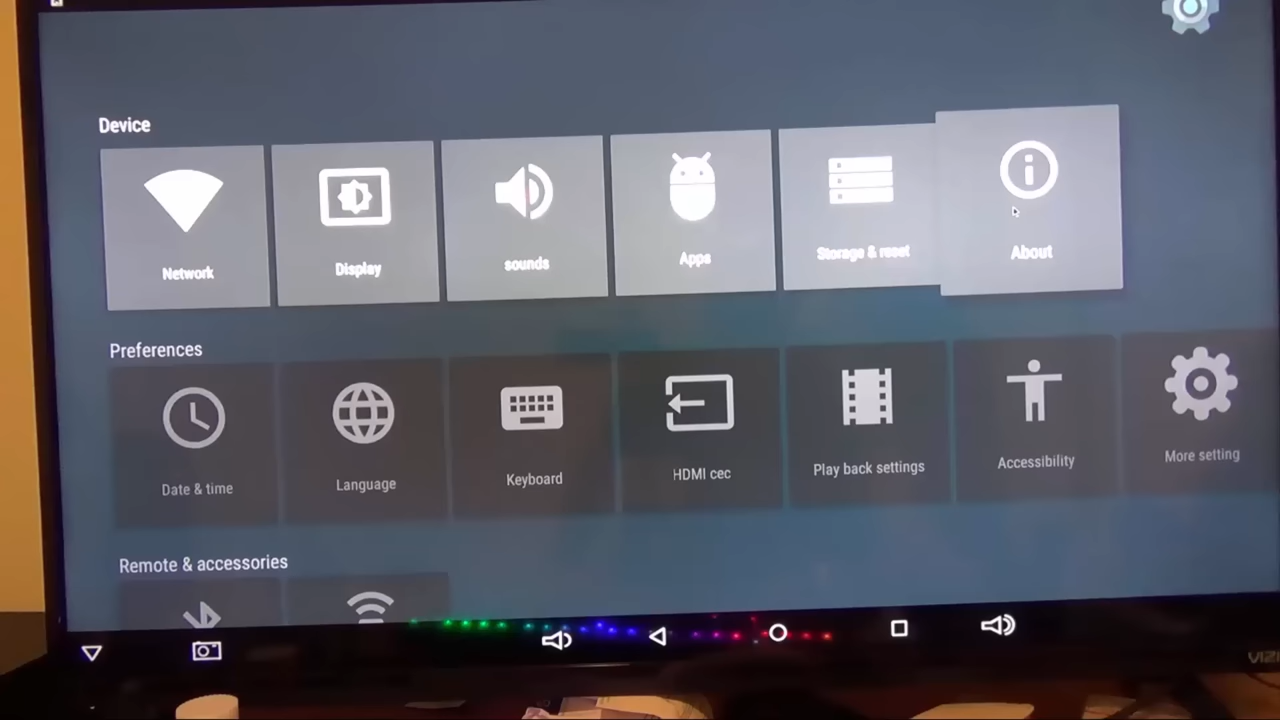 Device
Network
Display
sounds
Apps
Storage & reset
About
Preferences
Date & time
Language
Keyboard
HDMI cec
Play back settings
Accessibility
More setting
Remote & accessories